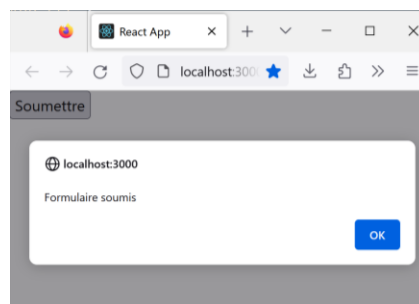 React App
localhost:300
Soumettre
localhost:3000
Formulaire soumis
OK